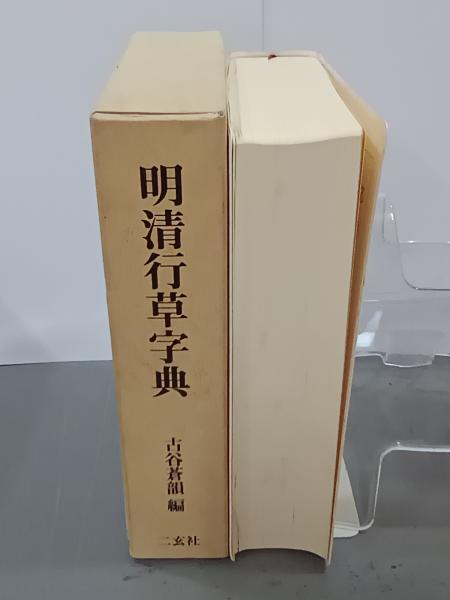 明清行草字典
古谷蒼韻 編
二玄社